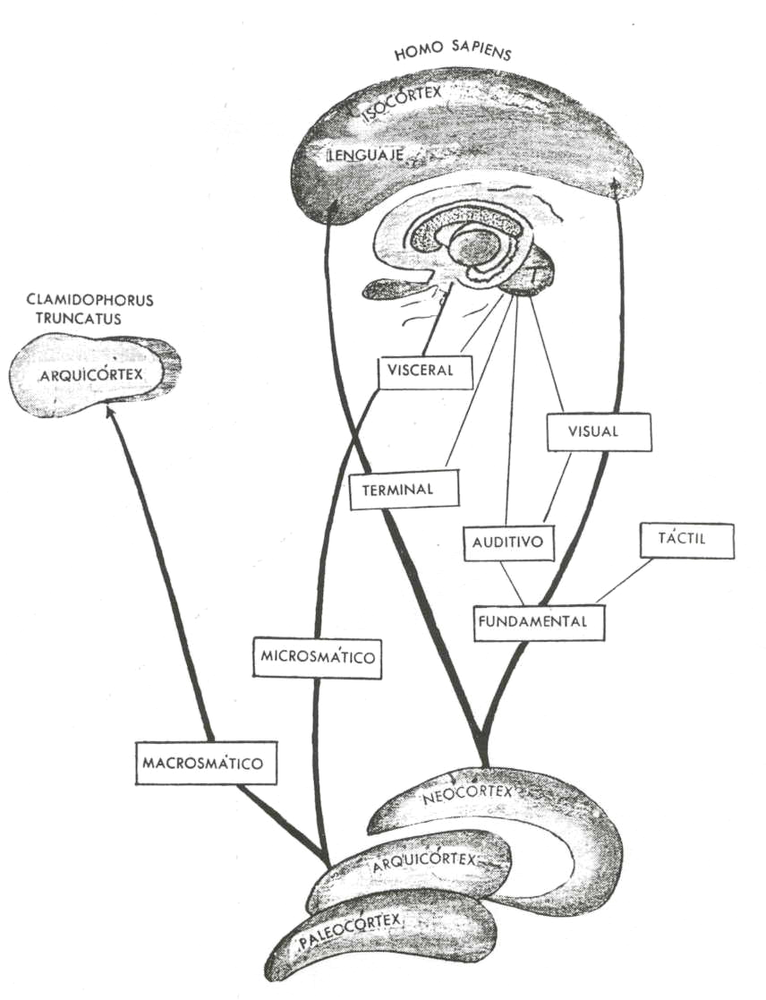 HOMO SAPIENS
ISOCÓRTEX
LENGUAJE
T
CLAMIDOPHORUS
TRUNCATUS
ARQUICÓRTEX
VISCERAL
VISUAL
TERMINAL
AUDITIVO
TÁCTIL
FUNDAMENTAL
MICROSMÁTICO
MACROSMÁTICO
NEOCÓRTEX
ARQUICÓRTEX
PALEOCÓRTEX